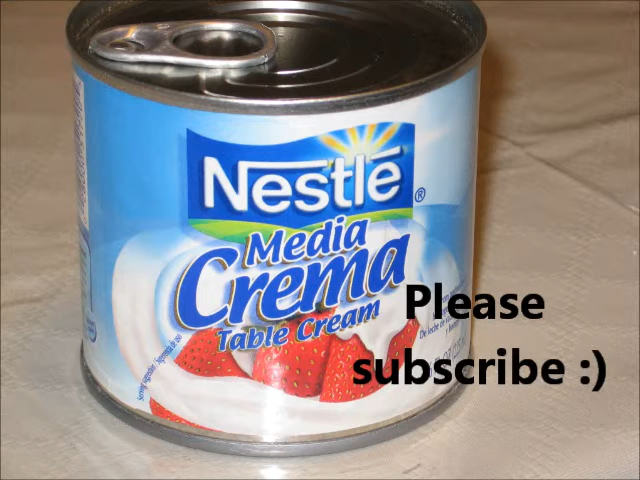 Nestlé®
Media
Crema
Table Cream
Please
subscribe :)